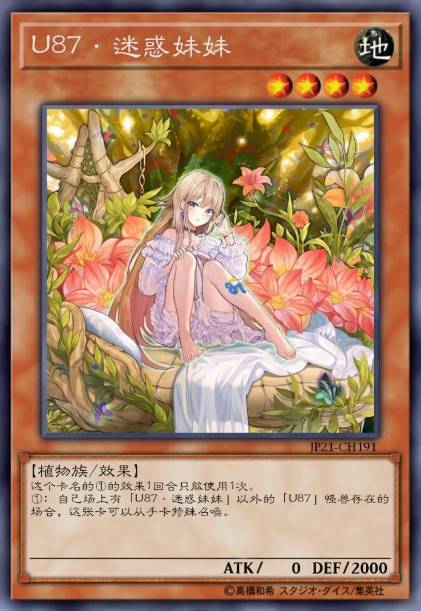 U87・迷惑妹妹
地
JP21-CH191
【植物族/效果】
这个卡名的①的效果1回合只能使用1次。
①：自己场上有「U87・迷惑妹妹」以外的「U87」怪兽存在的
场合，这张卡可以从手卡特殊召唤。
ATK/ 0 DEF/2000
©高橋和希 スタジオ・ダイス/集英社